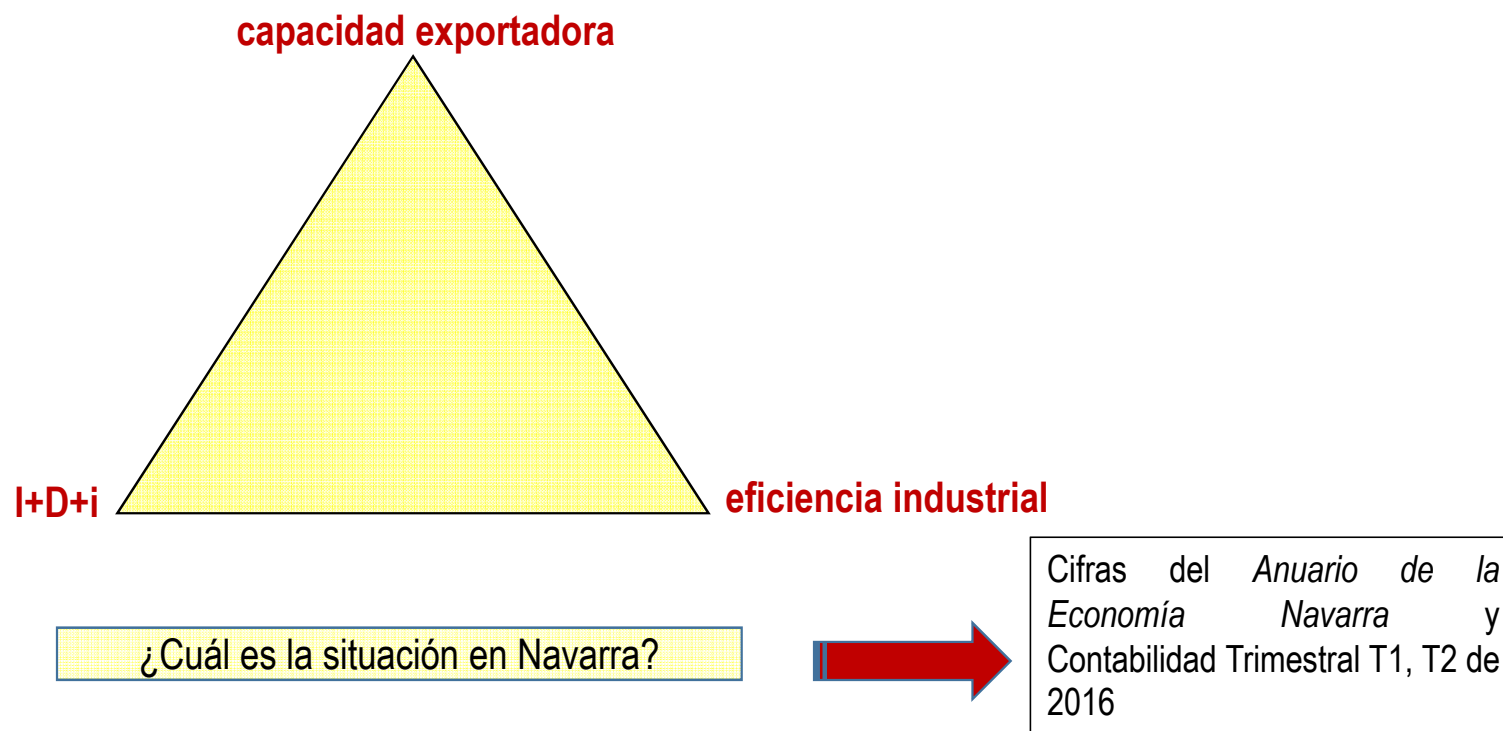 capacidad exportadora
I+D+i
eficiencia industrial
¿Cuál es la situación en Navarra?
Cifras del Anuario de la
Economía Navarra y
Contabilidad Trimestral T1, T2 de
2016